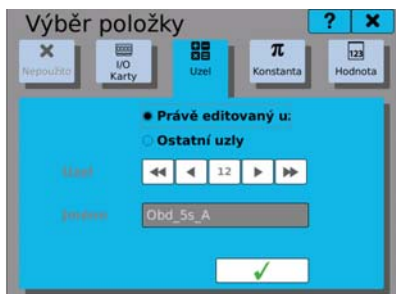 Výběr položky ? ×
Nepoužito
I/O
Karty
Uzel
π
Konstanta
123
Hodnota
Právě editovaný u:
Ostatní uzly
Uzel 12
Jméno Obd_5s_A